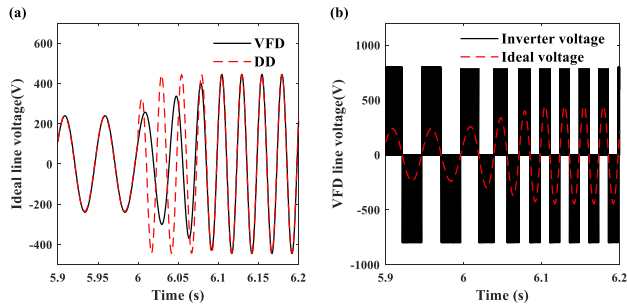 (a)
600
400
200
0
-200
-400
Ideal line voltage(V)
VFD
DD
5.9
5.95
6
6.05
6.1
6.15
6.2
Time (s)
(b)
1000
500
0
-500
-1000
VFD line voltage(V)
Inverter voltage
Ideal voltage
5.9
6
6.1
6.2
Time (s)